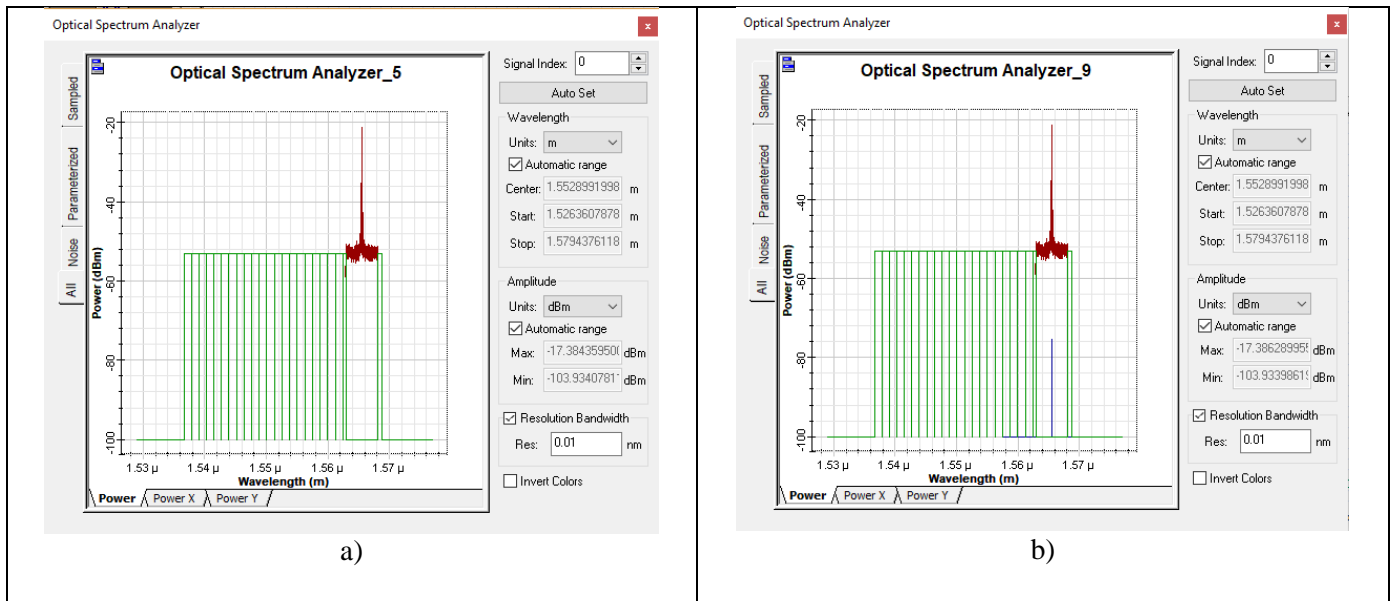 Optical Spectrum Analyzer
x
Optical Spectrum Analyzer_5
Sampled
Parameterized
Noise
All
Power (dBm)
-20
-40
-60
-80
-100
1.53 µ 1.54 µ 1.55 µ 1.56 µ 1.57 µ
Wavelength (m)
Power Power X Power Y
Signal Index: 0
Auto Set
Wavelength
Units: m
Automatic range
Center: 1.5528991998 m
Start: 1.5263607878 m
Stop: 1.5794376118 m
Amplitude
Units: dBm
Automatic range
Max: -17.38435950 dBm
Min: -103.9340781 dBm
Resolution Bandwidth
Res: 0.01 nm
Invert Colors
a)
Optical Spectrum Analyzer
x
Optical Spectrum Analyzer_9
Sampled
Parameterized
Noise
All
Power (dBm)
-20
-40
-60
-80
-100
1.53 µ 1.54 µ 1.55 µ 1.56 µ 1.57 µ
Wavelength (m)
Power Power X Power Y
Signal Index: 0
Auto Set
Wavelength
Units: m
Automatic range
Center: 1.5528991998 m
Start: 1.5263607878 m
Stop: 1.5794376118 m
Amplitude
Units: dBm
Automatic range
Max: -17.38628995 dBm
Min: -103.9339861 dBm
Resolution Bandwidth
Res: 0.01 nm
Invert Colors
b)